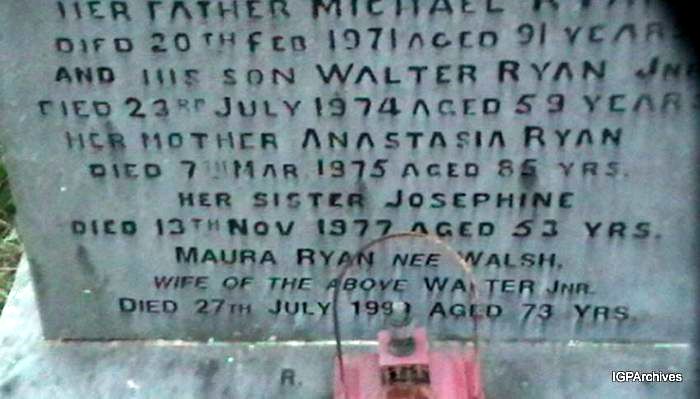 HER FATHER MICHAEL RYAN
DIED 20TH FEB 1971 AGED 91 YEARS
AND HIS SON WALTER RYAN JNR
DIED 23RD JULY 1974 AGED 59 YEARS
HER MOTHER ANASTASIA RYAN
DIED 7TH MAR 1975 AGED 85 YRS.
HER SISTER JOSEPHINE
DIED 13TH NOV 1977 AGED 53 YRS.
MAURA RYAN NEE WALSH.
WIFE OF THE ABOVE WALTER JNR.
DIED 27TH JULY AGED 73 YRS.
R.
IGPArchives